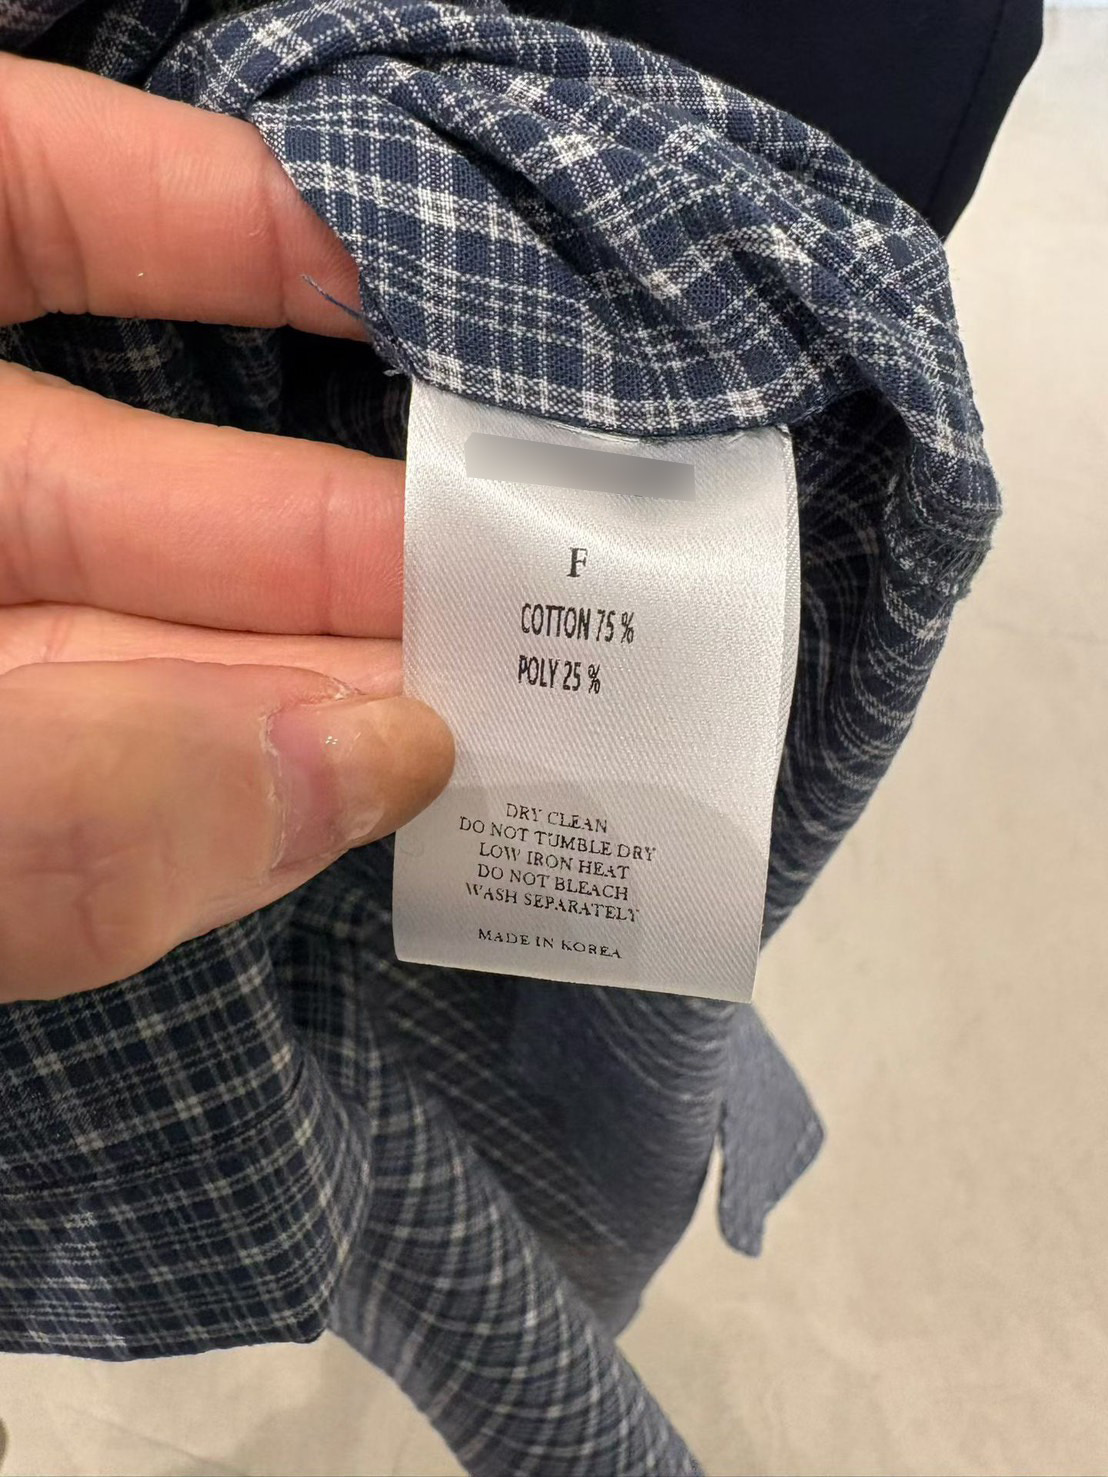 F
COTTON 75 %
POLY 25 %
DRY CLEAN
DO NOT TUMBLE DRY
LOW IRON HEAT
DO NOT BLEACH
WASH SEPARATELY
MADE IN KOREA